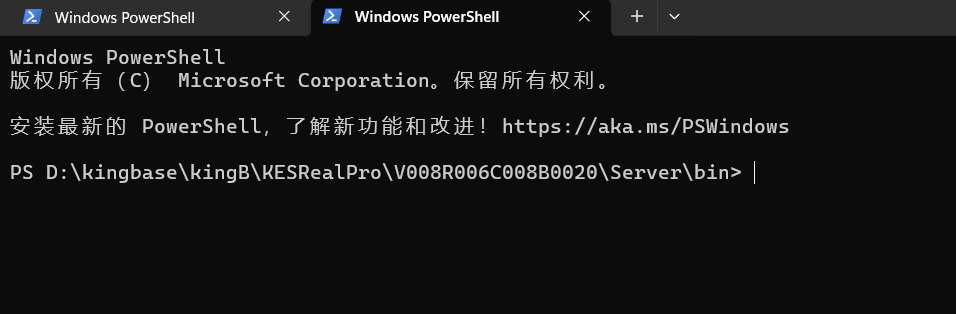 Windows PowerShell
Windows PowerShell
Windows PowerShell
版权所有（C） Microsoft Corporation。保留所有权利。
安装最新的 PowerShell，了解新功能和改进！https://aka.ms/PSWindows
PS D:\kingbase\kingB\KESRealPro\V008R006C008B0020\Server\bin>